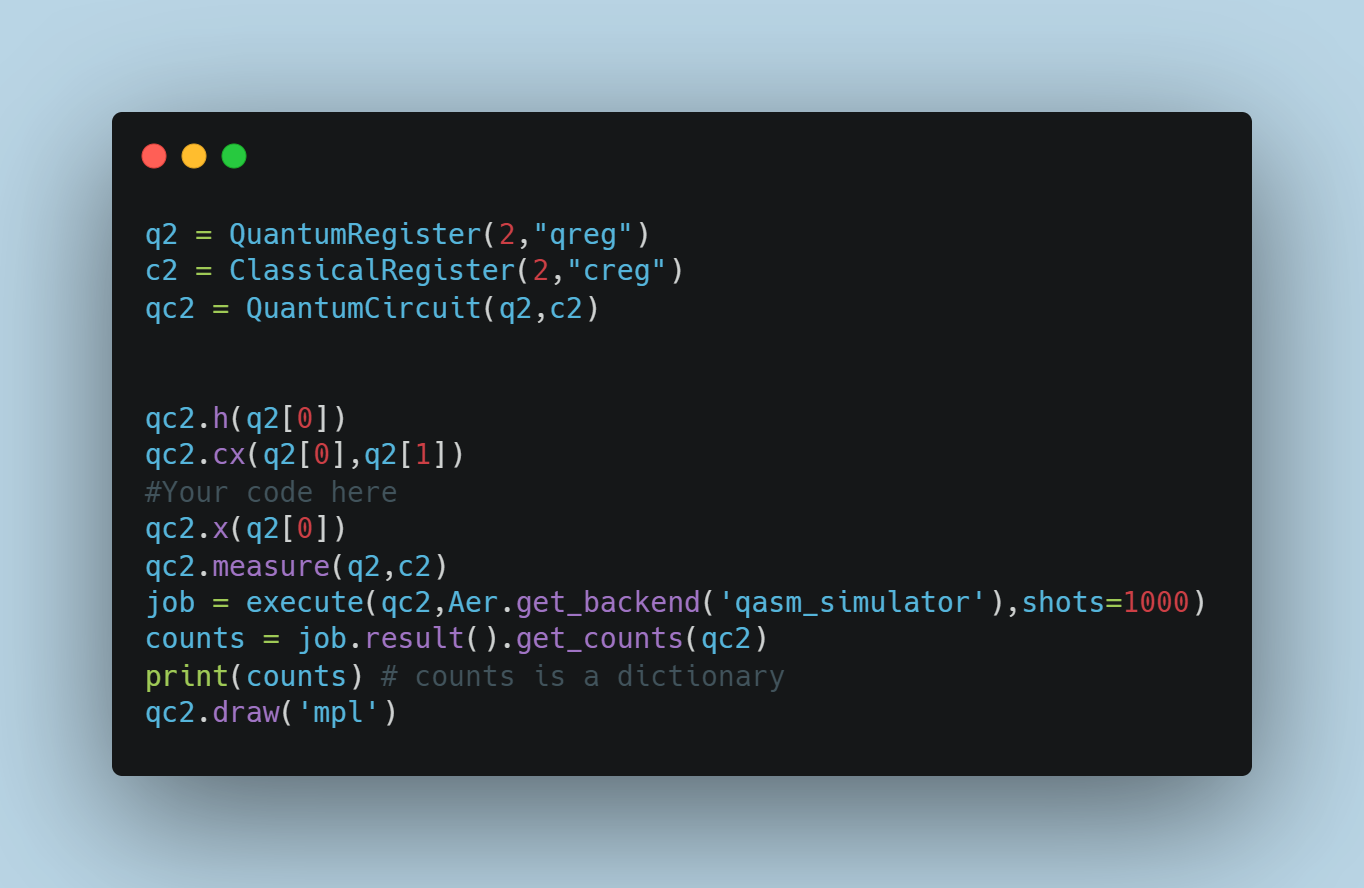 q2 = QuantumRegister(2,"qreg")
c2 = ClassicalRegister(2,"creg")
qc2 = QuantumCircuit(q2,c2)
qc2.h(q2[0])
qc2.cx(q2[0],q2[1])
#Your code here
qc2.x(q2[0])
qc2.measure(q2,c2)
job = execute(qc2,Aer.get_backend('qasm_simulator'),shots=1000)
counts = job.result().get_counts(qc2)
print(counts) # counts is a dictionary
qc2.draw('mpl')